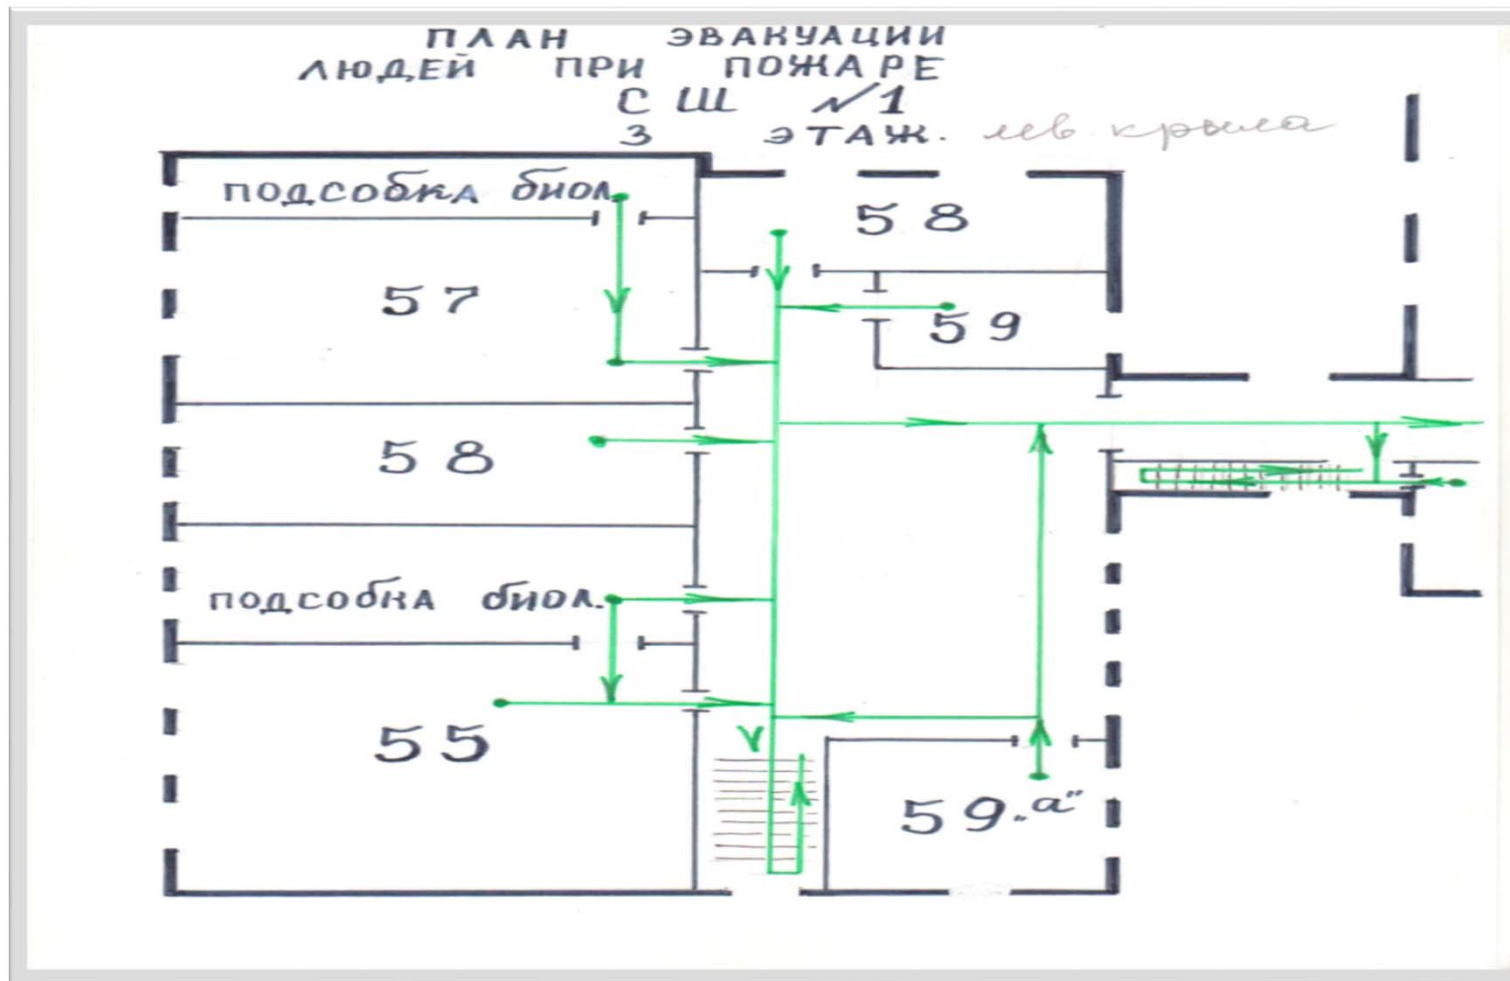 ПЛАН ЭВАКУАЦИИ
ЛЮДЕЙ ПРИ ПОЖАРЕ
СШ №1
3 ЭТАЖ. лев. крыла
подсобка биол.
58
57
59
58
подсобка биол.
55
59 „а"